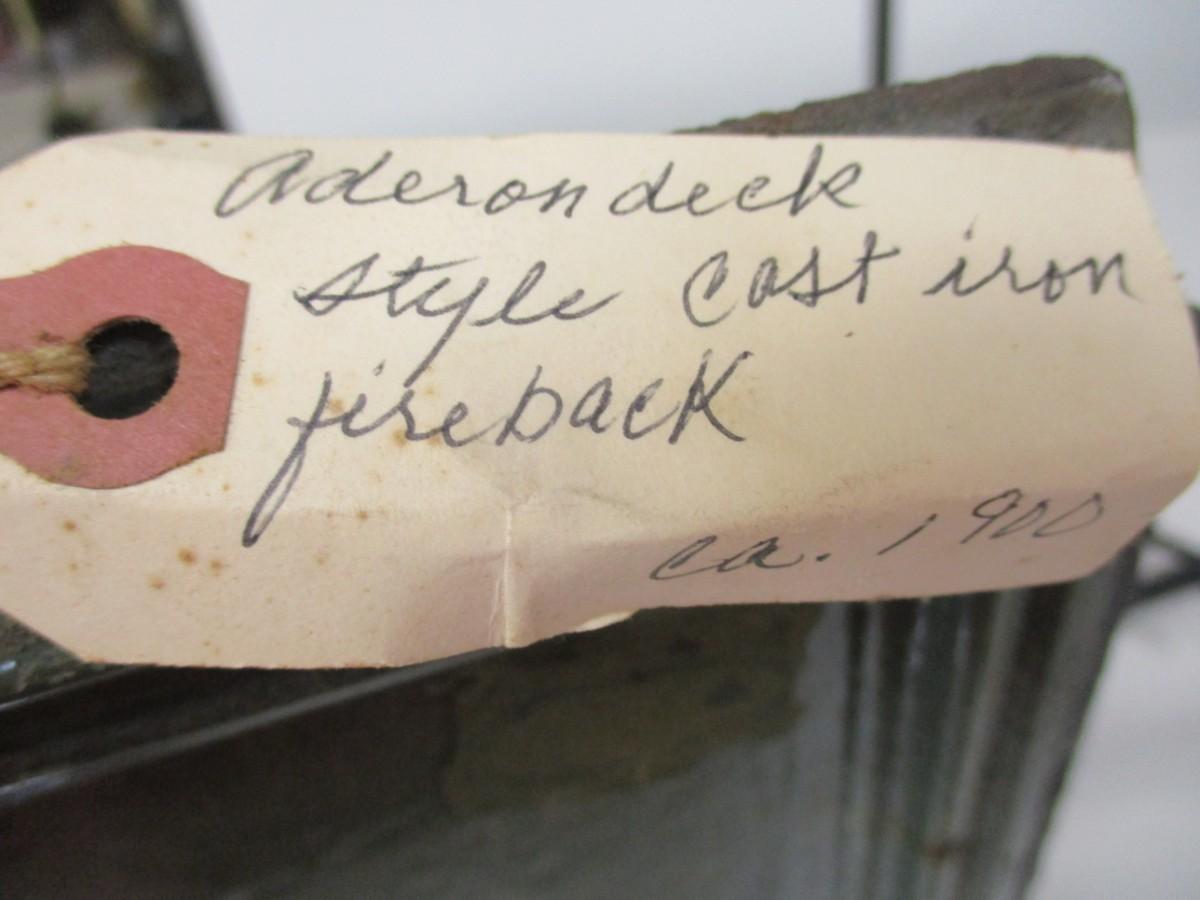 Aderondeck
style cast iron
fireback
ca. 1900